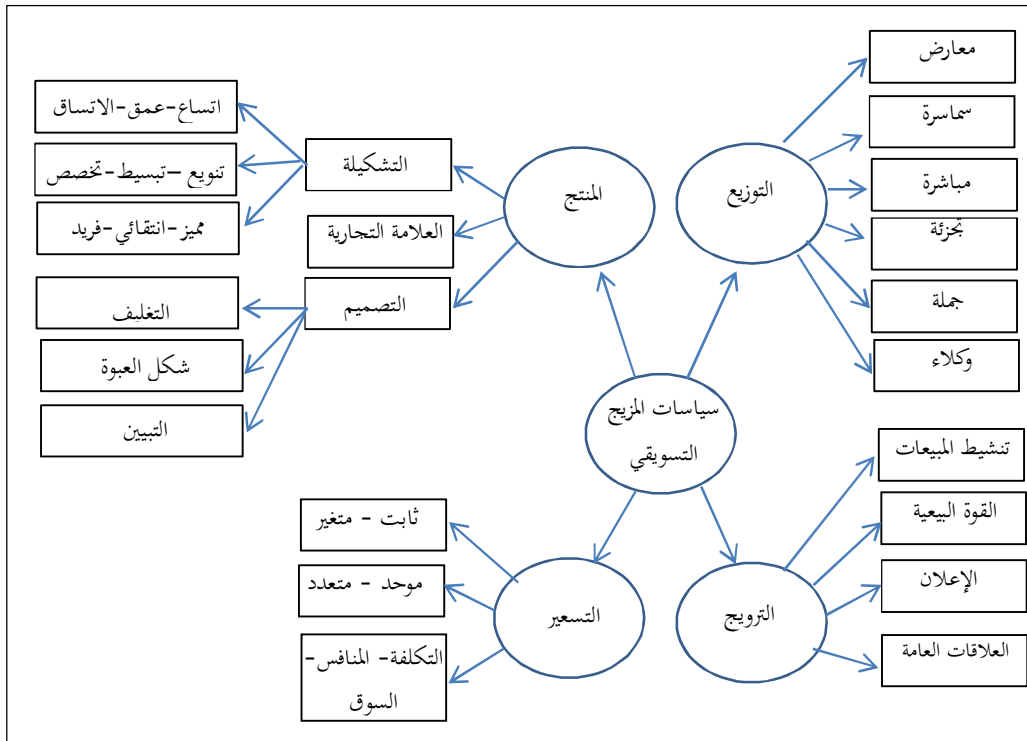 معارض
سماسرة
مباشرة
تجزئة
جملة
وكلاء
التوزيع
المنتج
التشكيلة
العلامة التجارية
التصميم
اتساع-عمق-الاتساق
تنويع –تبسيط-تخصص
مميز-انتقائي-فريد
التغليف
شكل العبوة
التبيين
سياسات المزيج
التسويقي
تنشيط المبيعات
القوة البيعية
الإعلان
العلاقات العامة
الترويج
التسعير
ثابت – متغير
موحد – متعدد
التكلفة- المنافس-
السوق